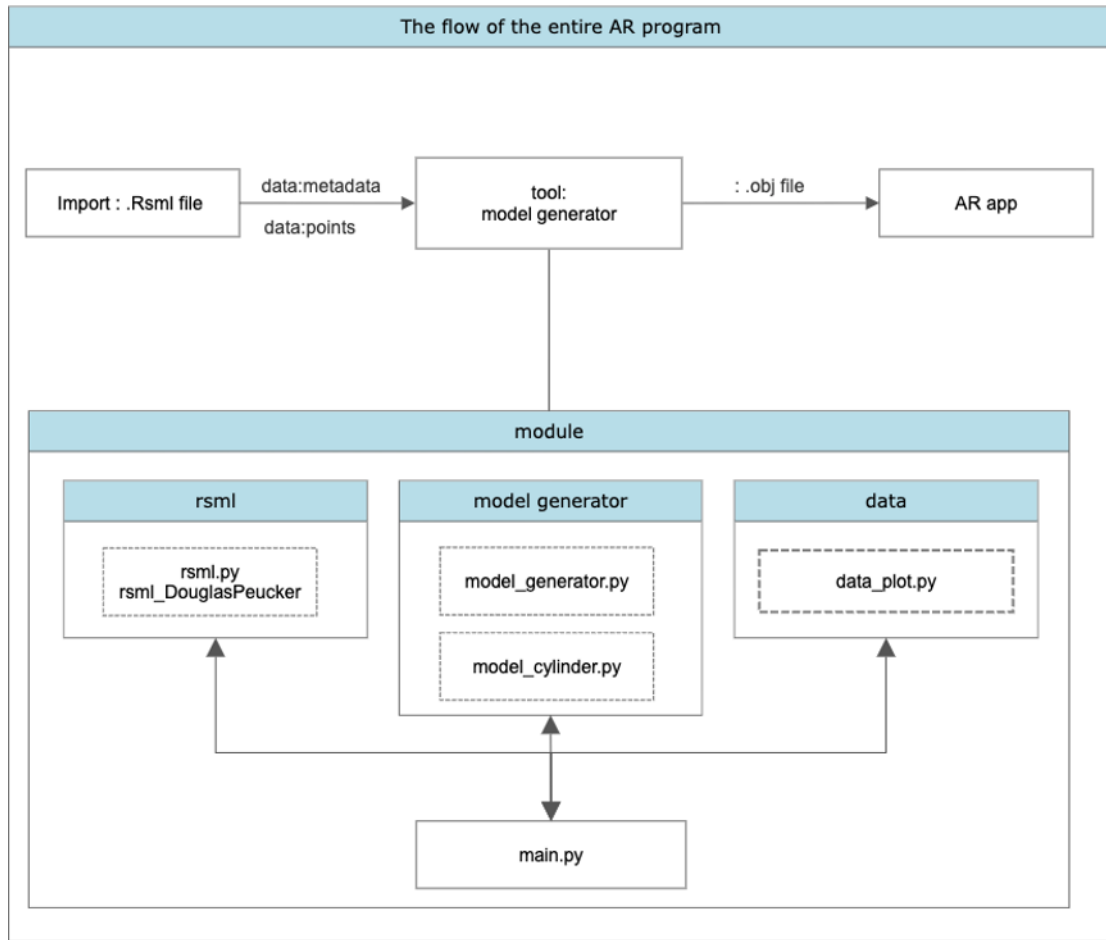 The flow of the entire AR program
Import : .Rsml file
data:metadata
data:points
tool:
model generator
: .obj file
AR app
module
rsml
rsml.py
rsml_DouglasPeucker
model generator
model_generator.py
model_cylinder.py
data
data_plot.py
main.py